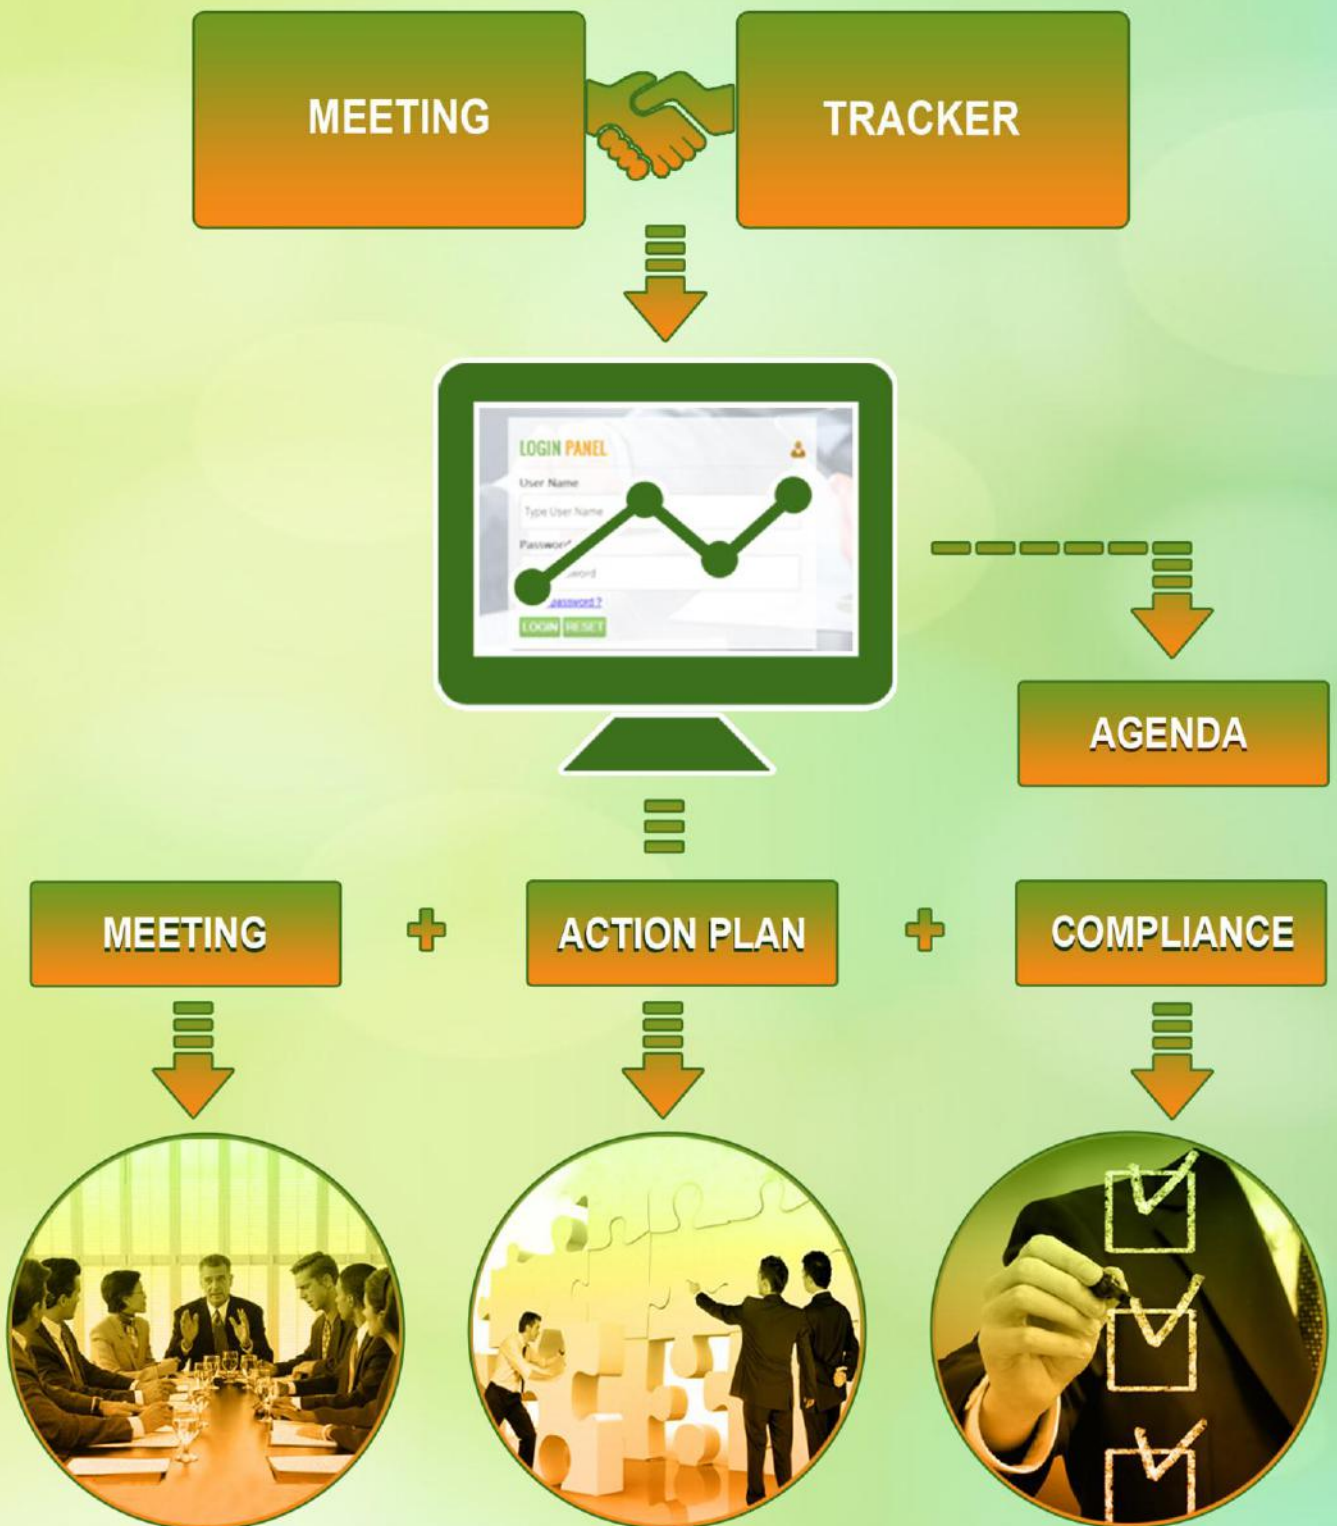 MEETING
TRACKER
LOGIN PANEL
User Name
Type User Name
Password
password ?
LOGIN RESET
AGENDA
MEETING + ACTION PLAN + COMPLIANCE